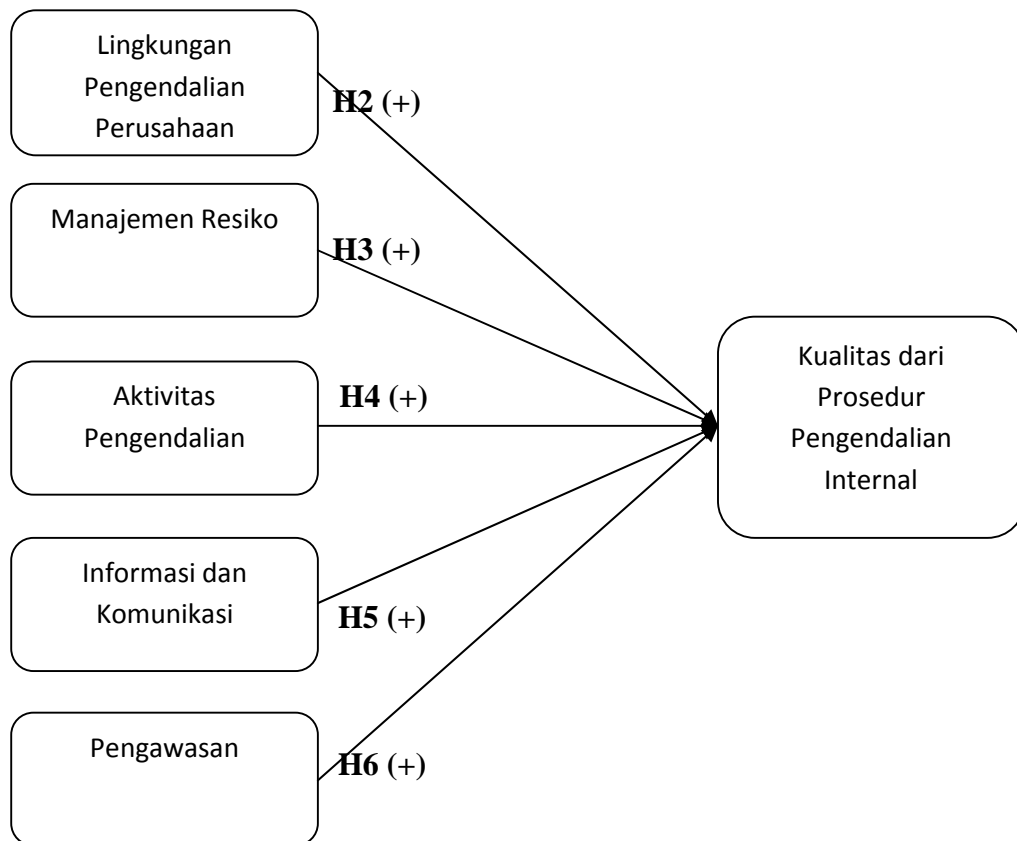 Lingkungan
Pengendalian
Perusahaan
H2 (+)
Manajemen Resiko
H3 (+)
Aktivitas
Pengendalian
H4 (+)
Kualitas dari
Prosedur
Pengendalian
Internal
Informasi dan
Komunikasi
H5 (+)
Pengawasan
H6 (+)